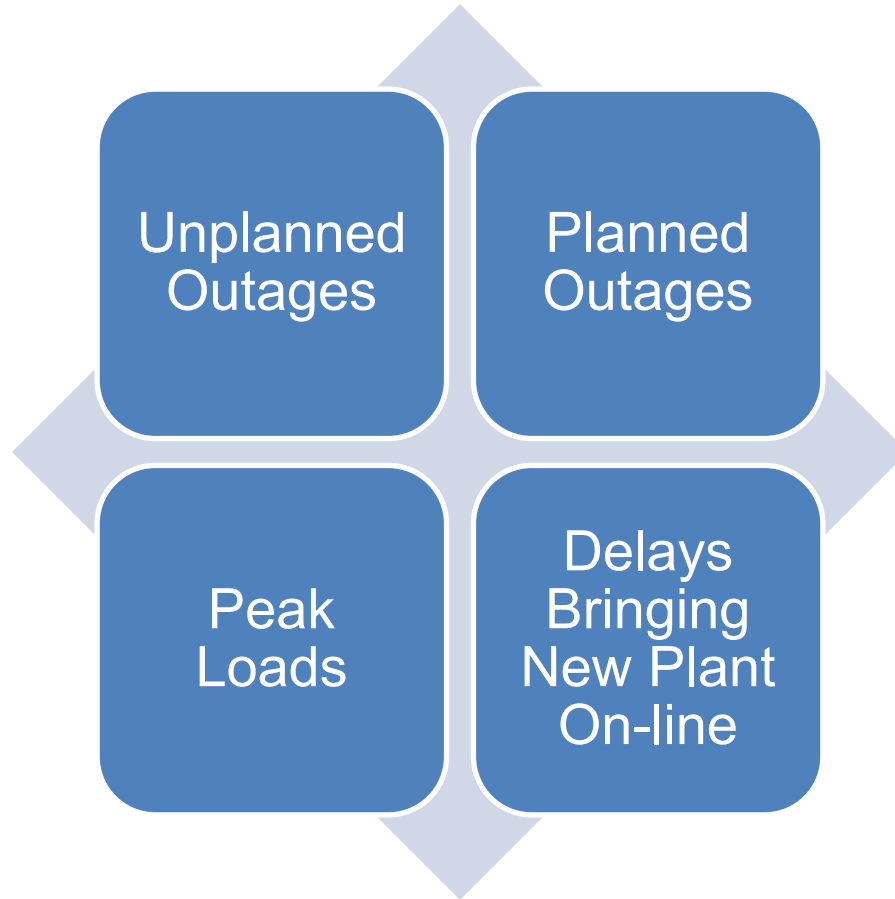 Unplanned
Outages
Planned
Outages
Peak
Loads
Delays
Bringing
New Plant
On-line